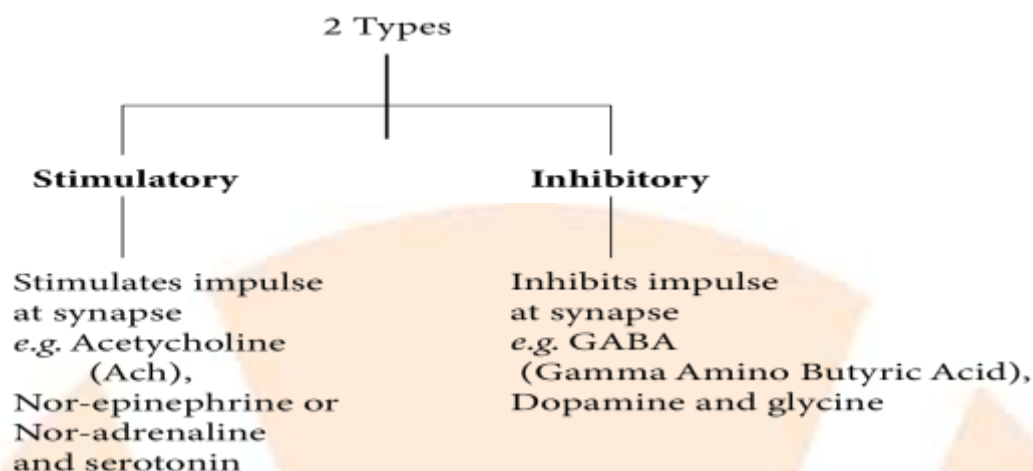 2 Types
Stimulatory
Inhibitory
Stimulates impulse
at synapse
e.g. Acetycholine
(Ach),
Nor-epinephrine or
Nor-adrenaline
and serotonin
Inhibits impulse
at synapse
e.g. GABA
(Gamma Amino Butyric Acid),
Dopamine and glycine